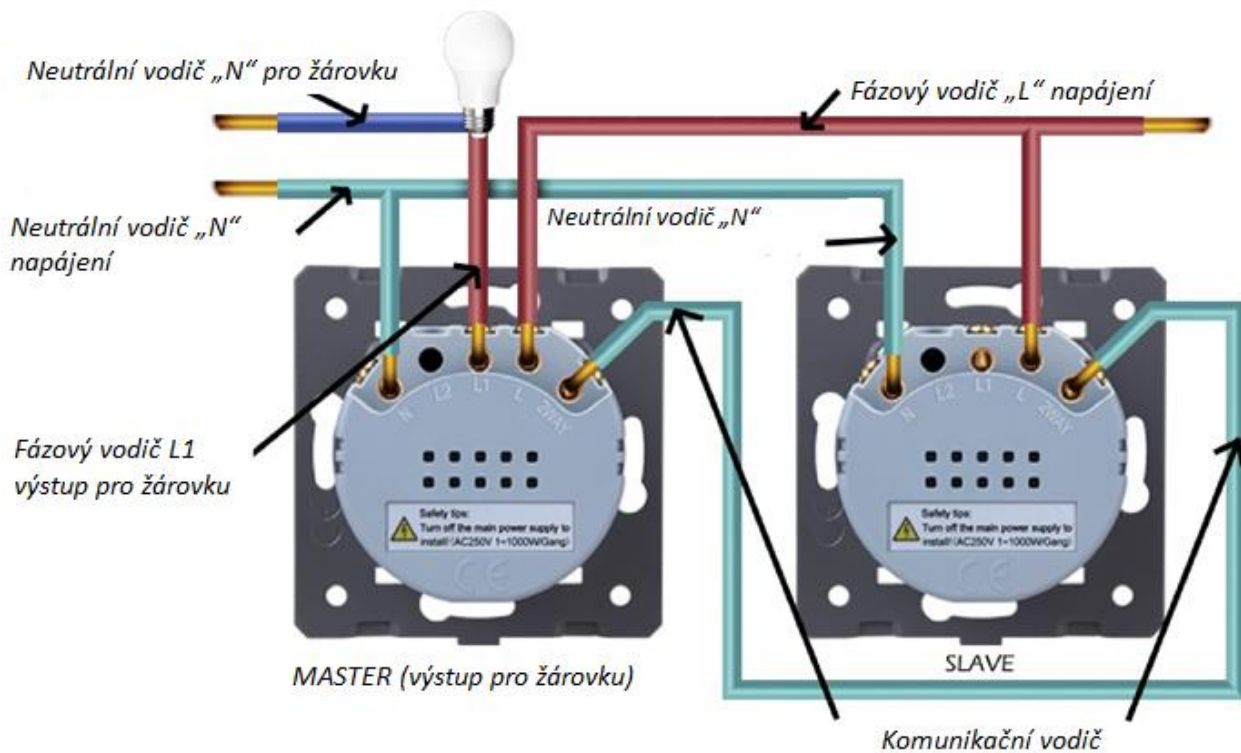 Neutrální vodič „N“ pro žárovku
Fázový vodič „L“ napájení
Neutrální vodič „N“
napájení
Neutrální vodič „N“
Fázový vodič L1
výstup pro žárovku
N
L2
L1
L
2WAY
Safety tips:
Turn off the main power supply to
install!(AC250V 1~1000W/Gang)
CE
MASTER (výstup pro žárovku)
N
L2
L1
L
2WAY
Safety tips:
Turn off the main power supply to
install!(AC250V 1~1000W/Gang)
CE
SLAVE
Komunikační vodič